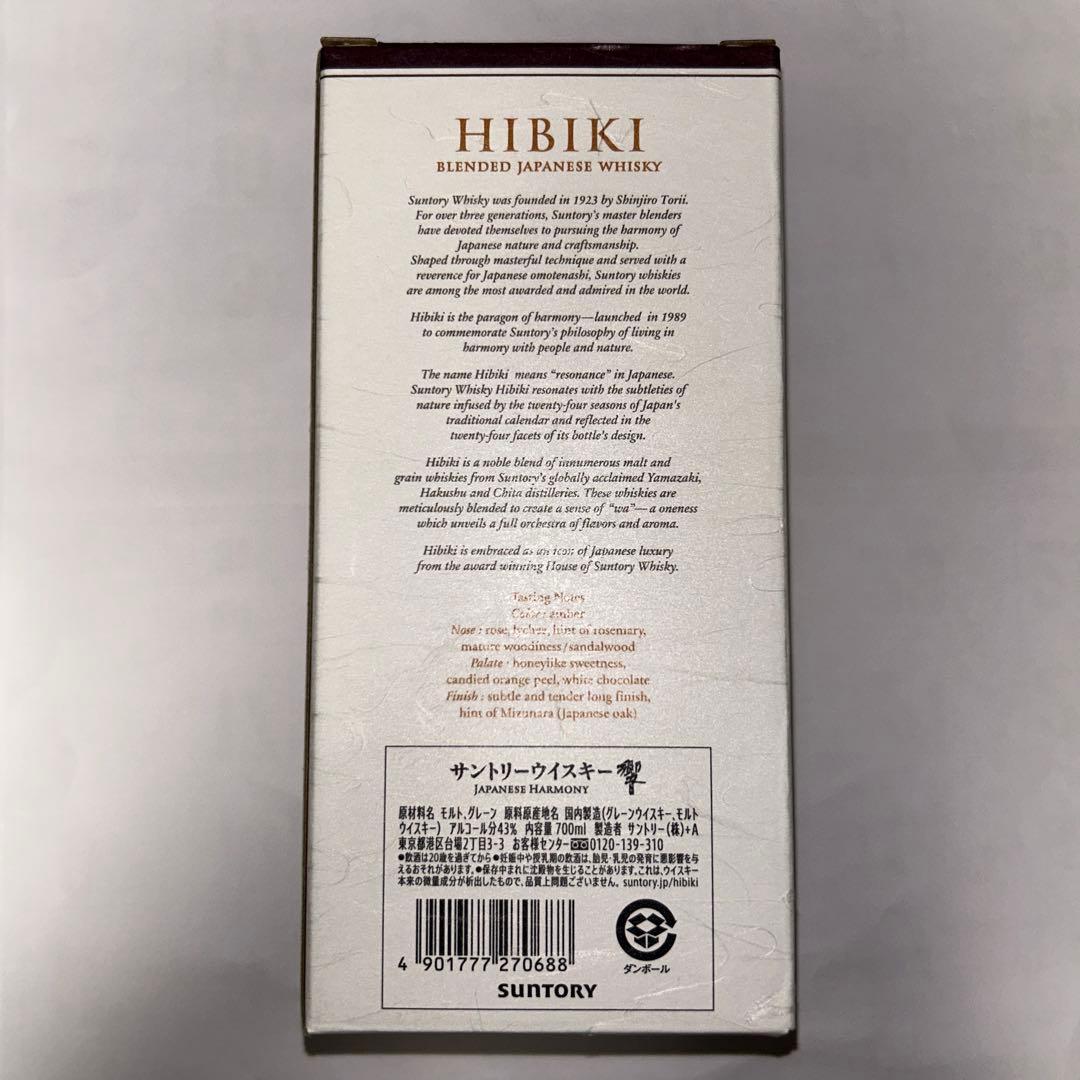 HIBIKI
BLENDED JAPANESE WHISKY
Suntory Whisky was founded in 1923 by Shinjiro Torii.
For over three generations, Suntory's master blenders
have devoted themselves to pursuing the harmony of
Japanese nature and craftsmanship.
Shaped through masterful technique and served with a
reverence for Japanese omotenashi, Suntory whiskies
are among the most awarded and admired in the world.
Hibiki is the paragon of harmony—launched in 1989
to commemorate Suntory's philosophy of living in
harmony with people and nature.
The name Hibiki means “resonance” in Japanese.
Suntory Whisky Hibiki resonates with the subtleties of
nature infused by the twenty-four seasons of Japan's
traditional calendar and reflected in the
twenty-four facets of its bottle's design.
Hibiki is a noble blend of innumerous malt and
grain whiskies from Suntory's globally acclaimed Yamazaki,
Hakushu and Chita distilleries. These whiskies are
meticulously blended to create a sense of “wa”— a oneness
which unveils a full orchestra of flavors and aroma.
Hibiki is embraced as an icon of Japanese luxury
from the award winning House of Suntory Whisky.
Tasting Notes
Color : amber
Nose : rose, lychee, hint of rosemary,
mature woodiness/sandalwood
Palate : honeylike sweetness,
candied orange peel, white chocolate
Finish : subtle and tender long finish,
hint of Mizunara (Japanese oak)
サントリーウイスキー 響
JAPANESE HARMONY
原材料名 モルト、グレーン 原料原産地名 国内製造(グレーンウイスキー、モルト
ウイスキー) アルコール分43% 内容量700ml 製造者 サントリー(株)+A
東京都港区台場2丁目3-3 お客様センター 0120-139-310
●飲酒は20歳を過ぎてから●妊娠中や授乳期の飲酒は、胎児・乳児の発育に悪影響を与
えるおそれがあります。●保存中まれに沈殿物を生じることがあります。これは、ウイスキー
本来の微量成分が析出したもので、品質上問題ございません。suntory.jp/hibiki
4 901777 270688
ダンボール
SUNTORY